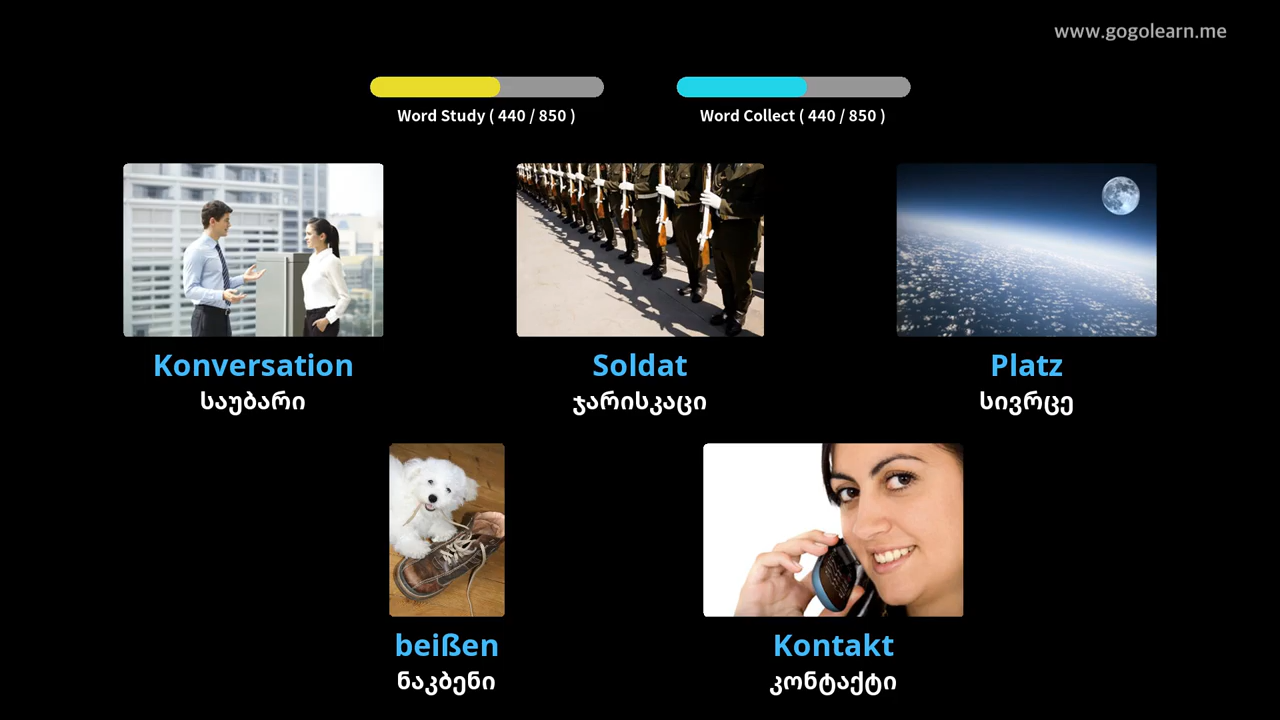 www.gogolearn.me
Word Study ( 440 / 850 )
Word Collect ( 440 / 850 )
Konversation
საუბარი
Soldat
ჯარისკაცი
Platz
სივრცე
beißen
ნაკბენი
Kontakt
კონტაქტი